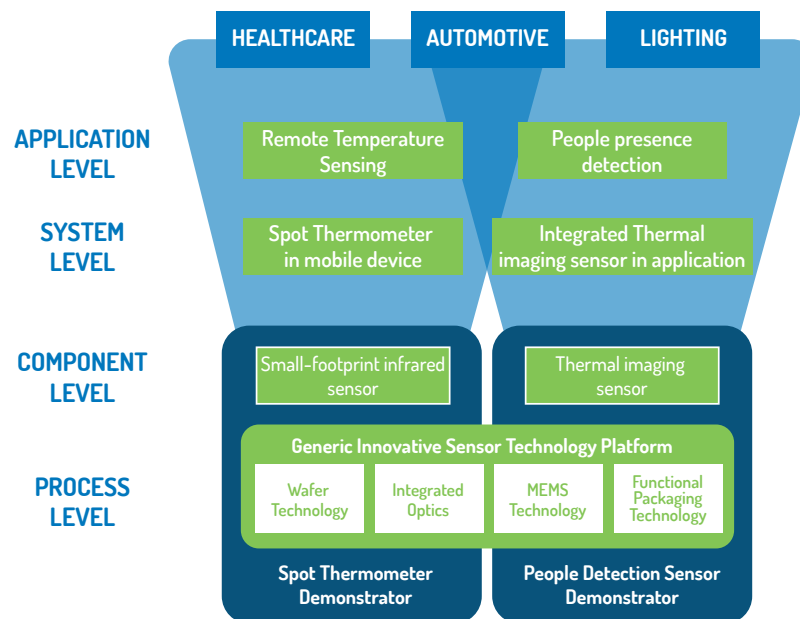 HEALTHCARE
AUTOMOTIVE
LIGHTING
APPLICATION
LEVEL
Remote Temperature
Sensing
People presence
detection
SYSTEM
LEVEL
Spot Thermometer
in mobile device
Integrated Thermal
imaging sensor in application
COMPONENT
LEVEL
Small-footprint infrared
sensor
Thermal imaging
sensor
PROCESS
LEVEL
Generic Innovative Sensor Technology Platform
Wafer
Technology
Integrated
Optics
MEMS
Technology
Functional
Packaging
Technology
Spot Thermometer
Demonstrator
People Detection Sensor
Demonstrator